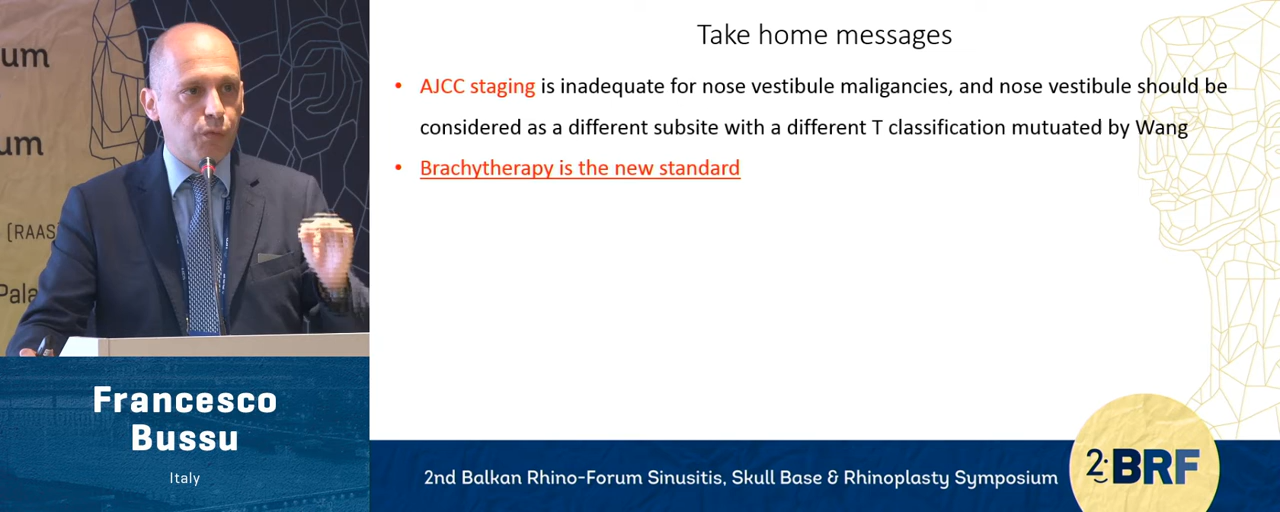 um
um
(RAAS
Pala
Francesco
Bussu
Italy
Take home messages
• AJCC staging is inadequate for nose vestibule maligancies, and nose vestibule should be
considered as a different subsite with a different T classification mutuated by Wang
• Brachytherapy is the new standard
2nd Balkan Rhino-Forum Sinusitis, Skull Base & Rhinoplasty Symposium
2. BRF